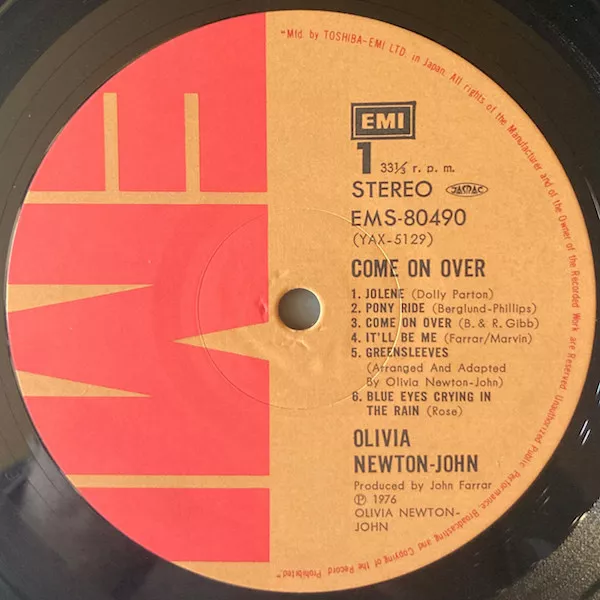 "Mfd. by TOSHIBA-EMI LTD. in Japan. All rights of the Manufacturer and of the Owner of the Recorded Work are Reserved. Unauthorized Public Performance, Broadcasting and Copying of the Record Prohibited."
EMI
EMI
1 33⅓ r. p. m.
STEREO JASRAC
EMS-80490
(YAX-5129)
COME ON OVER
1. JOLENE (Dolly Parton)
2. PONY RIDE (Berglund-Phillips)
3. COME ON OVER (B. & R. Gibb)
4. IT'LL BE ME (Farrar/Marvin)
5. GREENSLEEVES
(Arranged And Adapted
By Olivia Newton-John)
6. BLUE EYES CRYING IN
THE RAIN (Rose)
OLIVIA
NEWTON-JOHN
Produced by John Farrar
℗ 1976
OLIVIA NEWTON-
JOHN